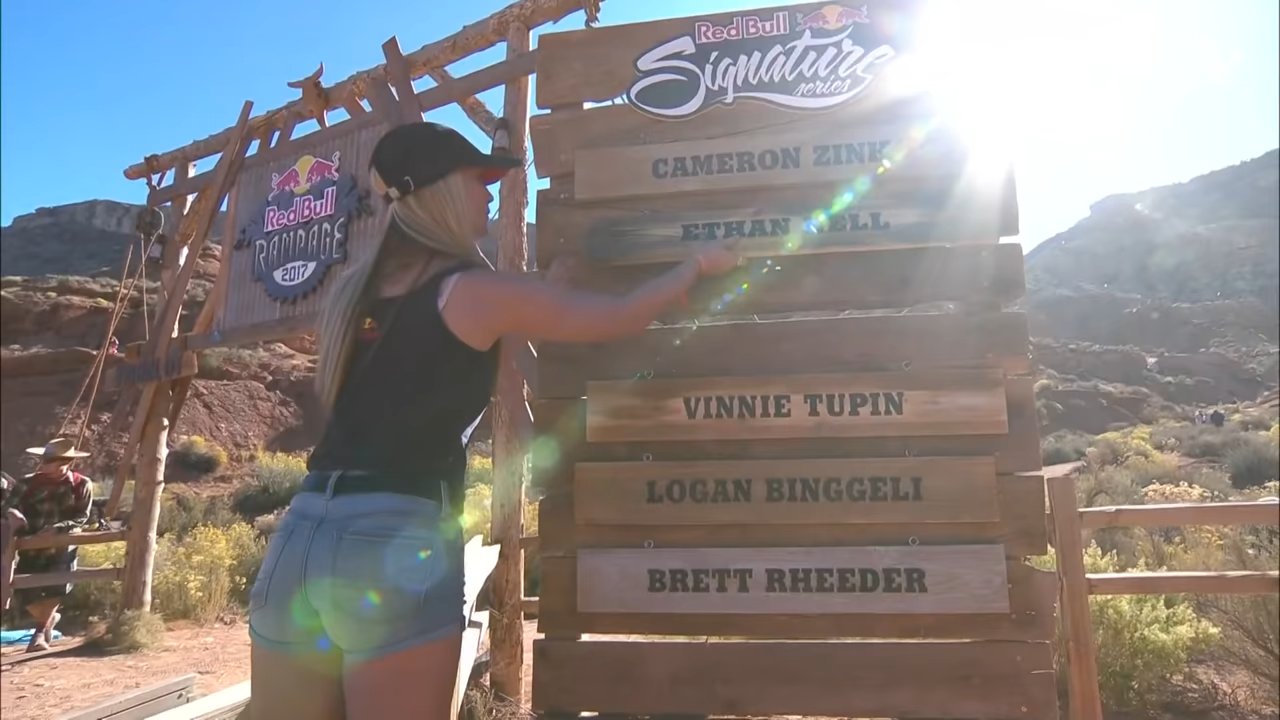 Red Bull
Signature
series
CAMERON ZINK
ETHAN NELL
VINNIE TUPIN
LOGAN BINGGELI
BRETT RHEEDER
Red Bull
RAMPAGE
2017